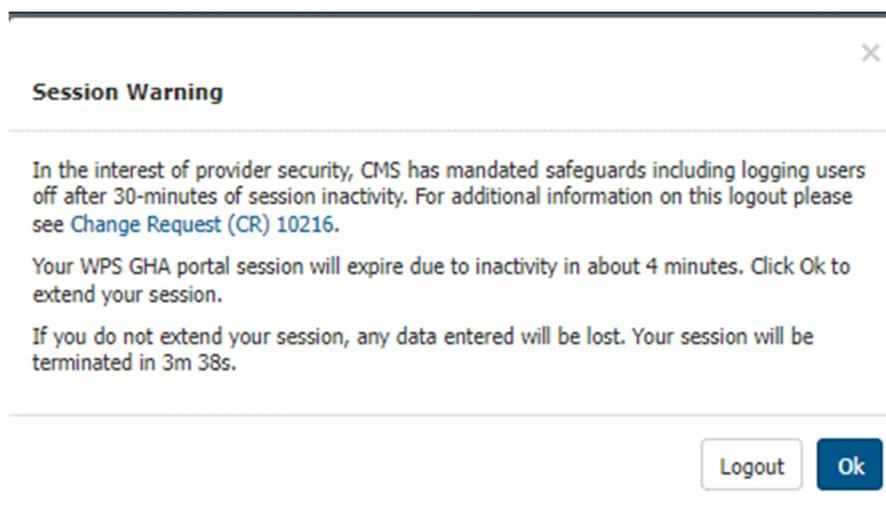 Session Warning
In the interest of provider security, CMS has mandated safeguards including logging users
off after 30-minutes of session inactivity. For additional information on this logout please
see Change Request (CR) 10216.
Your WPS GHA portal session will expire due to inactivity in about 4 minutes. Click Ok to
extend your session.
If you do not extend your session, any data entered will be lost. Your session will be
terminated in 3m 38s.
Logout Ok